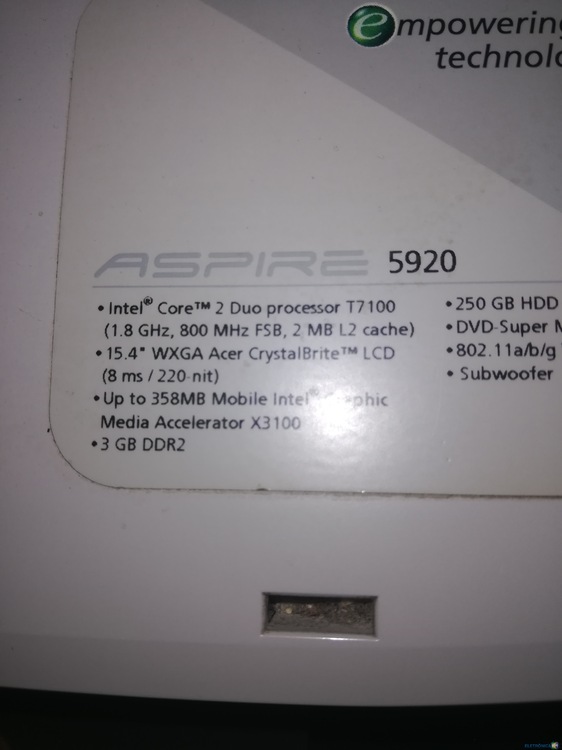 empowering
technolo
ASPIRE 5920
• Intel® Core™ 2 Duo processor T7100
(1.8 GHz, 800 MHz FSB, 2 MB L2 cache)
• 15.4" WXGA Acer CrystalBrite™ LCD
(8 ms / 220-nit)
• Up to 358MB Mobile Intel® Graphic
Media Accelerator X3100
• 3 GB DDR2
• 250 GB HDD
• DVD-Super M
• 802.11a/b/g
• Subwoofer